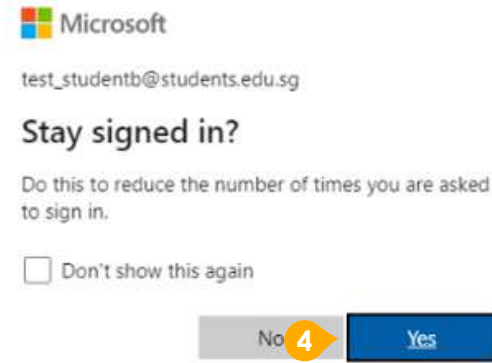 Microsoft
test_studentb@students.edu.sg
Stay signed in?
Do this to reduce the number of times you are asked
to sign in.
Don't show this again
No 4 Yes